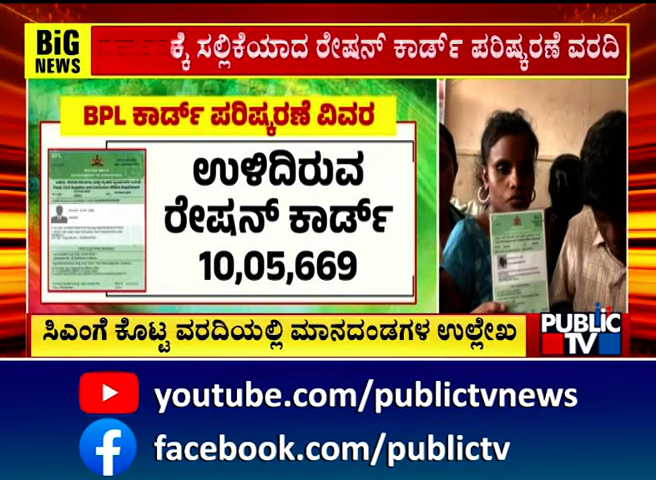 BiG
NEWS
ಕ್ಕೆ ಸಲ್ಲಿಕೆಯಾದ ರೇಷನ್ ಕಾರ್ಡ್ ಪರಿಷ್ಕರಣೆ ವರದಿ
BPL ಕಾರ್ಡ್ ಪರಿಷ್ಕರಣೆ ವಿವರ
ಉಳಿದಿರುವ
ರೇಷನ್ ಕಾರ್ಡ್
10,05,669
ಸಿಎಂಗೆ ಕೊಟ್ಟ ವರದಿಯಲ್ಲಿ ಮಾನದಂಡಗಳ ಉಲ್ಲೇಖ
PUBLiC
TV
youtube.com/publictvnews
facebook.com/publictv